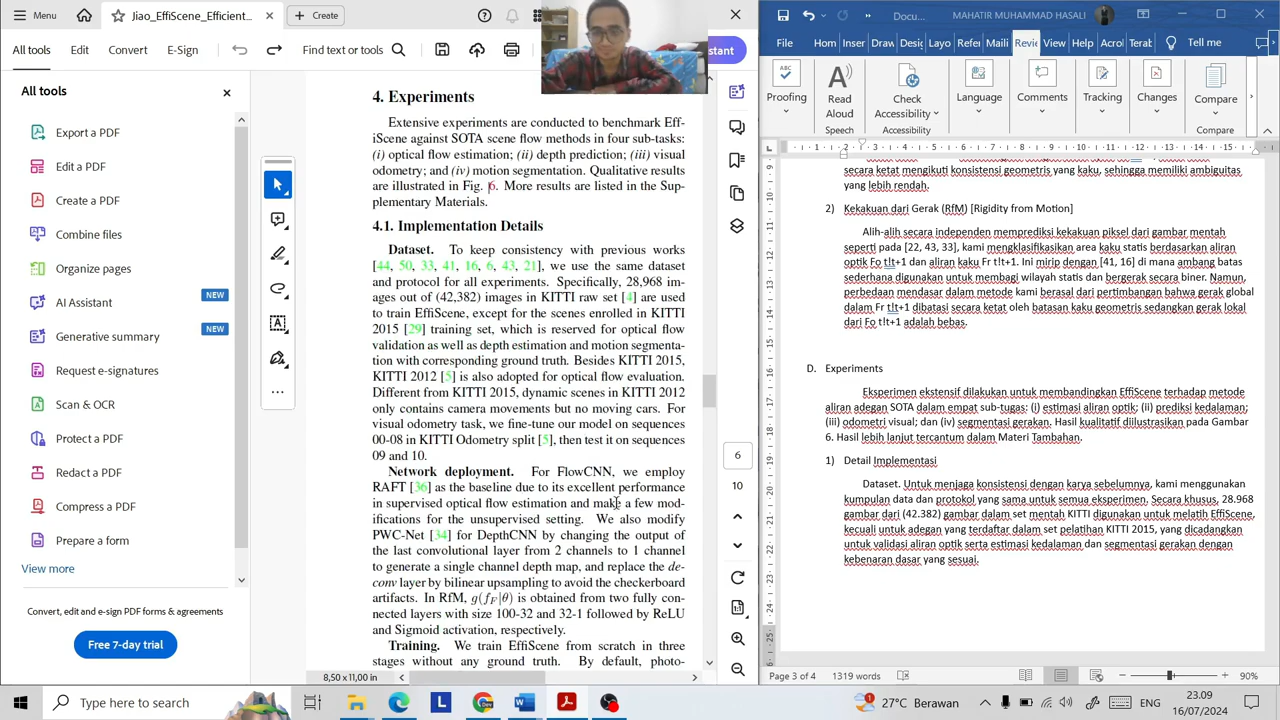 Menu
Jiao_EffiScene_Efficient...
Create
All tools
Edit
Convert
E-Sign
Find text or tools
stant
All tools
Export a PDF
Edit a PDF
Create a PDF
Combine files
Organize pages
AI Assistant
NEW
Generative summary
NEW
Request e-signatures
Scan & OCR
Protect a PDF
Redact a PDF
Compress a PDF
Prepare a form
View more
Convert, edit and e-sign PDF forms & agreements
Free 7-day trial
4. Experiments
Extensive experiments are conducted to benchmark Eff-
iScene against SOTA scene flow methods in four sub-tasks:
(i) optical flow estimation; (ii) depth prediction; (iii) visual
odometry; and (iv) motion segmentation. Qualitative results
are illustrated in Fig. 6. More results are listed in the Sup-
plementary Materials.
4.1. Implementation Details
Dataset. To keep consistency with previous works
[44, 50, 33, 41, 16, 6, 43, 21], we use the same dataset
and protocol for all experiments. Specifically, 28,968 im-
ages out of (42,382) images in KITTI raw set [4] are used
to train EffiScene, except for the scenes enrolled in KITTI
2015 [29] training set, which is reserved for optical flow
validation as well as depth estimation and motion segmenta-
tion with corresponding ground truth. Besides KITTI 2015,
KITTI 2012 [5] is also adopted for optical flow evaluation.
Different from KITTI 2015, dynamic scenes in KITTI 2012
only contains camera movements but no moving cars. For
visual odometry task, we fine-tune our model on sequences
00-08 in KITTI Odometry split [5], then test it on sequences
09 and 10.
Network deployment. For FlowCNN, we employ
RAFT [36] as the baseline due to its excellent performance
in supervised optical flow estimation and make a few mod-
ifications for the unsupervised setting. We also modify
PWC-Net [34] for DepthCNN by changing the output of
the last convolutional layer from 2 channels to 1 channel
to generate a single channel depth map, and replace the de-
conv layer by bilinear upsampling to avoid the checkerboard
artifacts. In RfM, g(f_F|θ) is obtained from two fully con-
nected layers with size 100-32 and 32-1 followed by ReLU
and Sigmoid activation, respectively.
Training. We train EffiScene from scratch in three
stages without any ground truth. By default, photo-
8,50 x 11,00 in
6
10
Docu...
MAHATIR MUHAMMAD HASALI
File
Hom
Inser
Draw
Desig
Layo
Refe
Maili
Revie
View
Help
Acro
Terak
Tell me
Proofing
Read
Aloud
Speech
Check
Accessibility
Accessibility
Language
Comments
Tracking
Changes
Compare
Compare
secara ketat mengikuti konsistensi geometris yang kaku, sehingga memiliki ambiguitas
yang lebih rendah.
2) Kekakuan dari Gerak (RfM) [Rigidity from Motion]
Alih-alih secara independen memprediksi kekakuan piksel dari gambar mentah
seperti pada [22, 43, 33], kami mengklasifikasikan area kaku statis berdasarkan aliran
optik Fo t!t+1 dan aliran kaku Fr t!t+1. Ini mirip dengan [41, 16] di mana ambang batas
sederhana digunakan untuk membagi wilayah statis dan bergerak secara biner. Namun,
perbedaan mendasar dalam metode kami berasal dari pertimbangan bahwa gerak global
dalam Fr t!t+1 dibatasi secara ketat oleh batasan kaku geometris sedangkan gerak lokal
dari Fo t!t+1 adalah bebas.
D. Experiments
Eksperimen ekstensif dilakukan untuk membandingkan EffiScene terhadap metode
aliran adegan SOTA dalam empat sub-tugas: (i) estimasi aliran optik; (ii) prediksi kedalaman;
(iii) odometri visual; dan (iv) segmentasi gerakan. Hasil kualitatif diilustrasikan pada Gambar
6. Hasil lebih lanjut tercantum dalam Materi Tambahan.
1) Detail Implementasi
Dataset. Untuk menjaga konsistensi dengan karya sebelumnya, kami menggunakan
kumpulan data dan protokol yang sama untuk semua eksperimen. Secara khusus, 28.968
gambar dari (42.382) gambar dalam set mentah KITTI digunakan untuk melatih EffiScene,
kecuali untuk adegan yang terdaftar dalam set pelatihan KITTI 2015, yang dicadangkan
untuk validasi aliran optik serta estimasi kedalaman dan segmentasi gerakan dengan
kebenaran dasar yang sesuai.
Page 3 of 4
1319 words
90%
Type here to search
27°C Berawan
ENG
23.09
16/07/2024